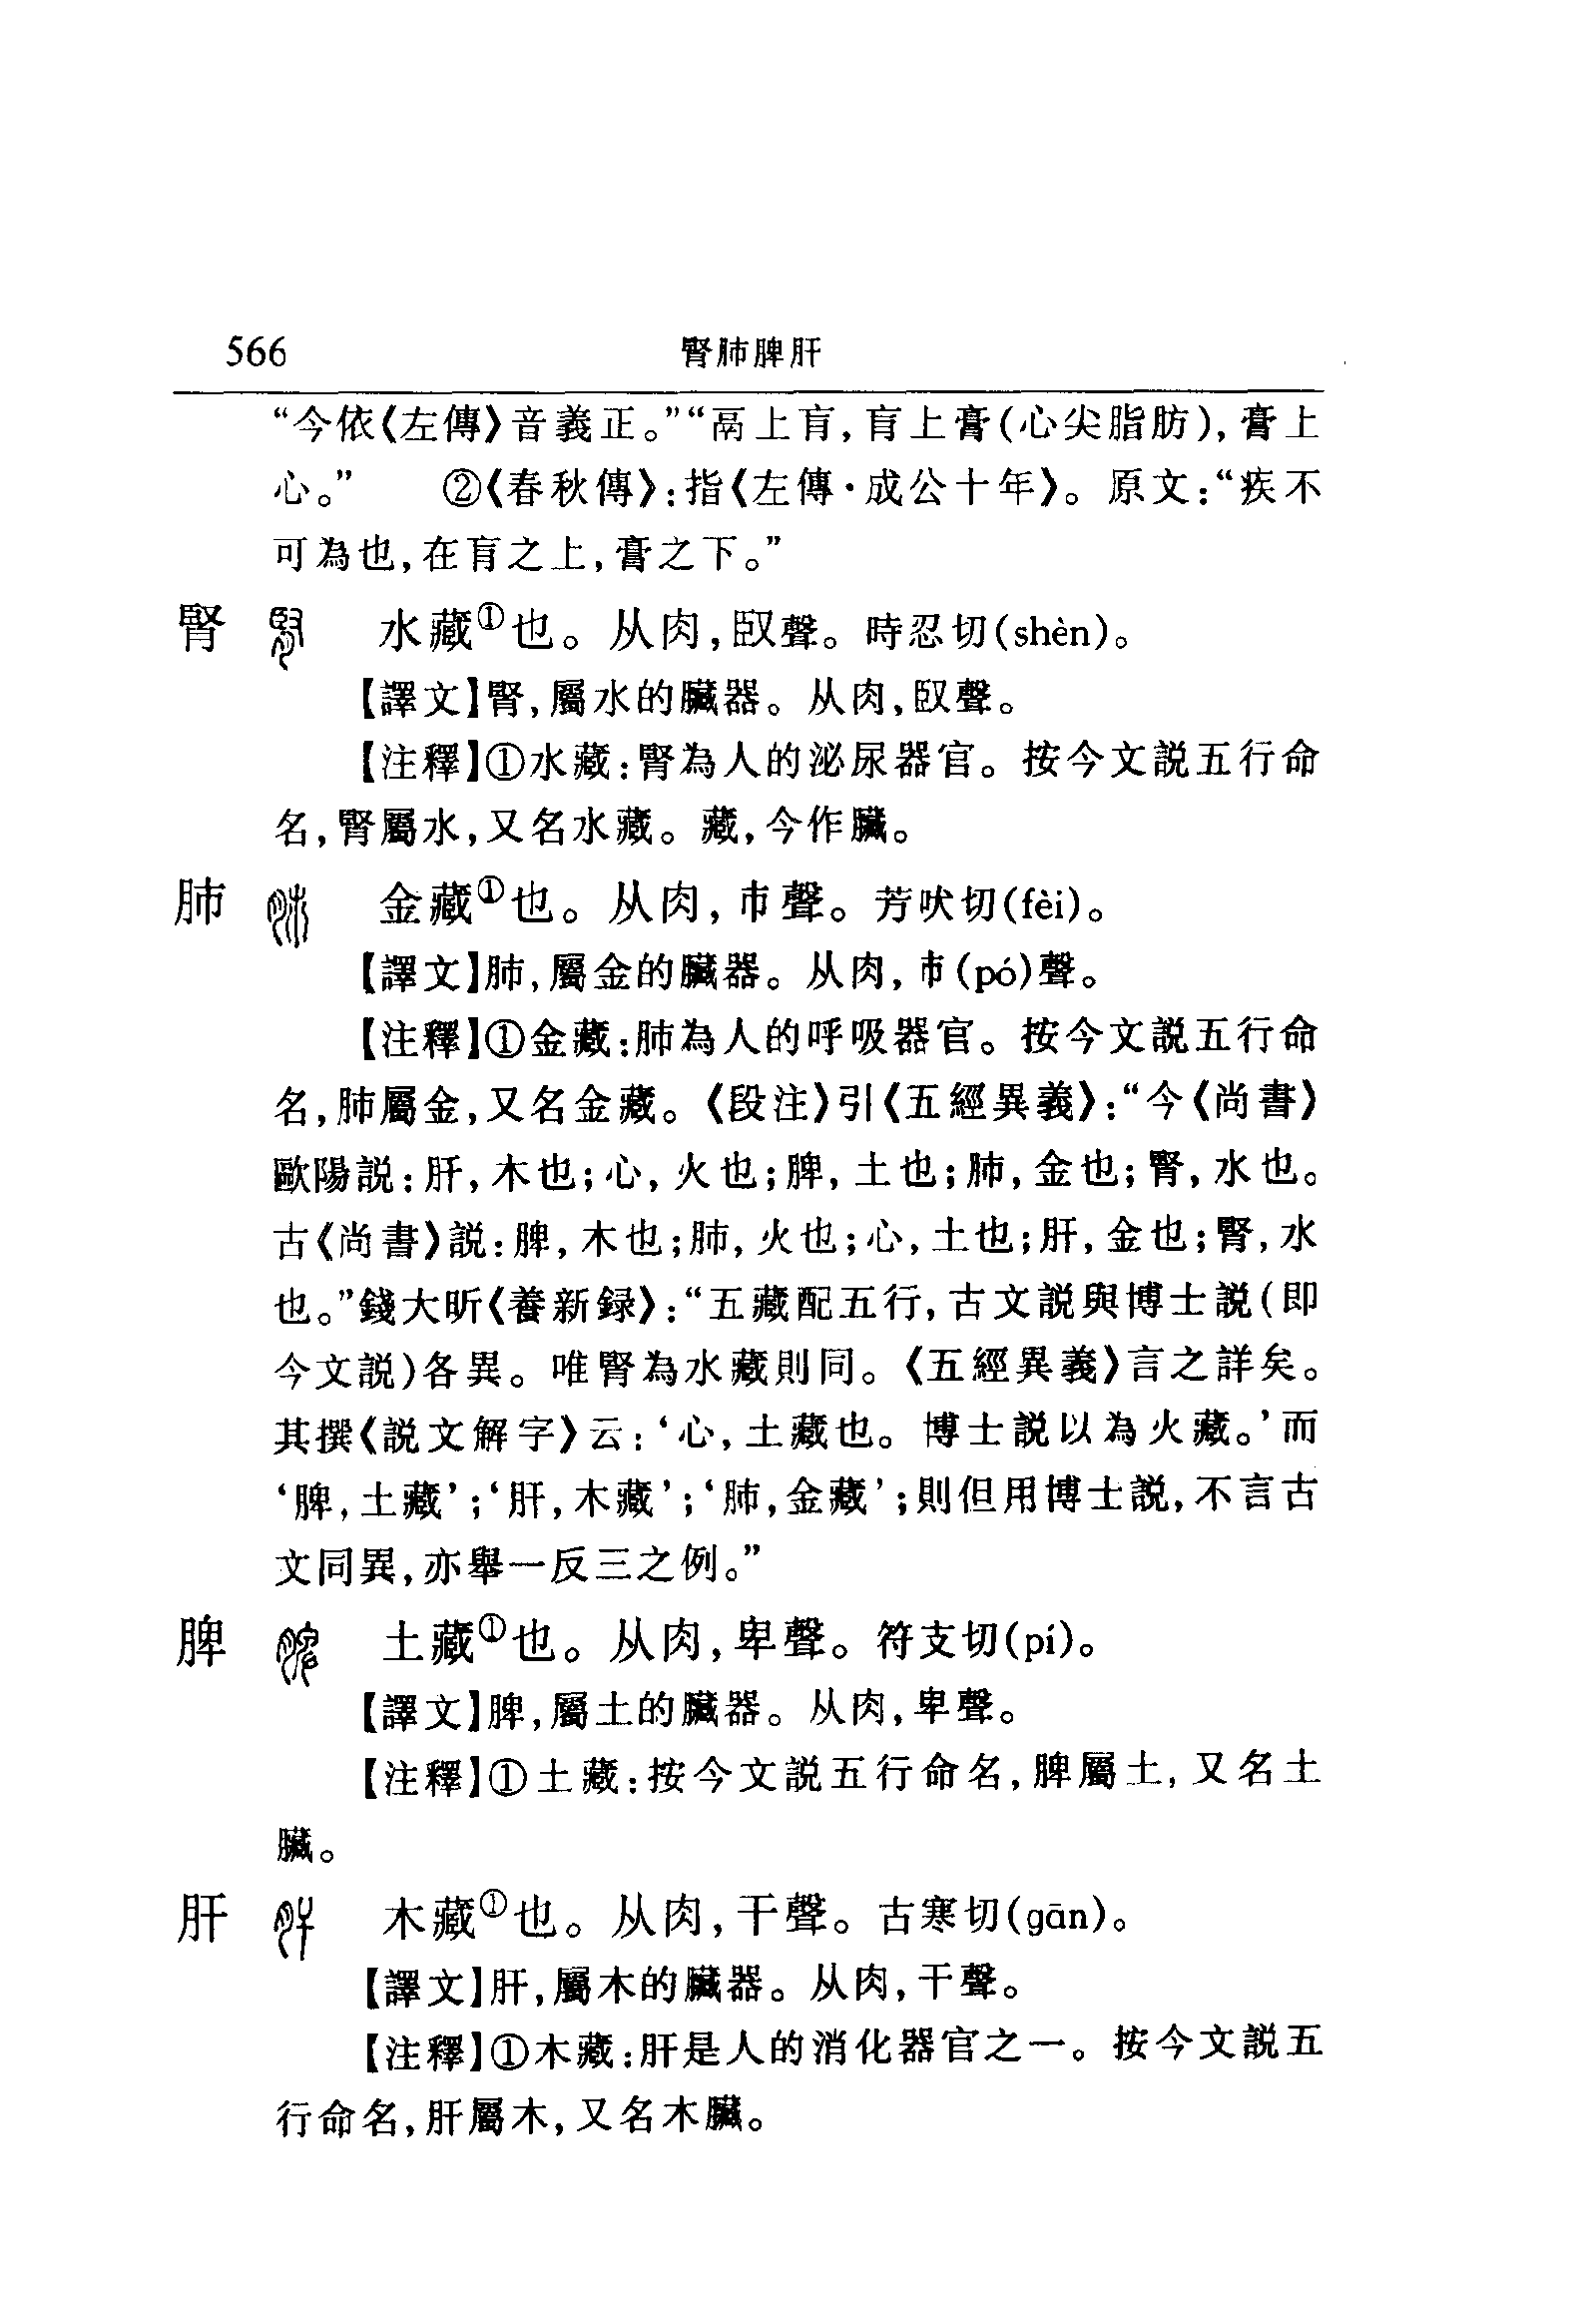 566 腎肺脾肝
“今依《左傳》音義正。”“鬲上肓,肓上膏(心尖脂肪),膏上
心。” ②《春秋傳》:指《左傳·成公十年》。原文:“疾不
可為也,在肓之上,膏之下。”
腎 水藏①也。从肉,臤聲。時忍切(shèn)。
【譯文】腎,屬水的臟器。从肉,臤聲。
【注釋】①水藏:腎為人的泌尿器官。按今文説五行命
名,腎屬水,又名水藏。藏,今作臟。
肺 金藏①也。从肉,巿聲。芳吠切(fèi)。
【譯文】肺,屬金的臟器。从肉,巿(pó)聲。
【注釋】①金藏:肺為人的呼吸器官。按今文説五行命
名,肺屬金,又名金藏。《段注》引《五經異義》:“今《尚書》
歐陽説:肝,木也;心,火也;脾,土也;肺,金也;腎,水也。
古《尚書》説:脾,木也;肺,火也;心,土也;肝,金也;腎,水
也。”錢大昕《養新録》:“五藏配五行,古文説與博士説(即
今文説)各異。唯腎為水藏則同。《五經異義》言之詳矣。
其撰《説文解字》云:‘心,土藏也。博士説以為火藏。’而
‘脾,土藏’;‘肝,木藏’;‘肺,金藏’;則但用博士説,不言古
文同異,亦舉一反三之例。”
脾 土藏①也。从肉,卑聲。符支切(pí)。
【譯文】脾,屬土的臟器。从肉,卑聲。
【注釋】①土藏:按今文説五行命名,脾屬土,又名土
臟。
肝 木藏①也。从肉,干聲。古寒切(gān)。
【譯文】肝,屬木的臟器。从肉,干聲。
【注釋】①木藏:肝是人的消化器官之一。按今文説五
行命名,肝屬木,又名木臟。